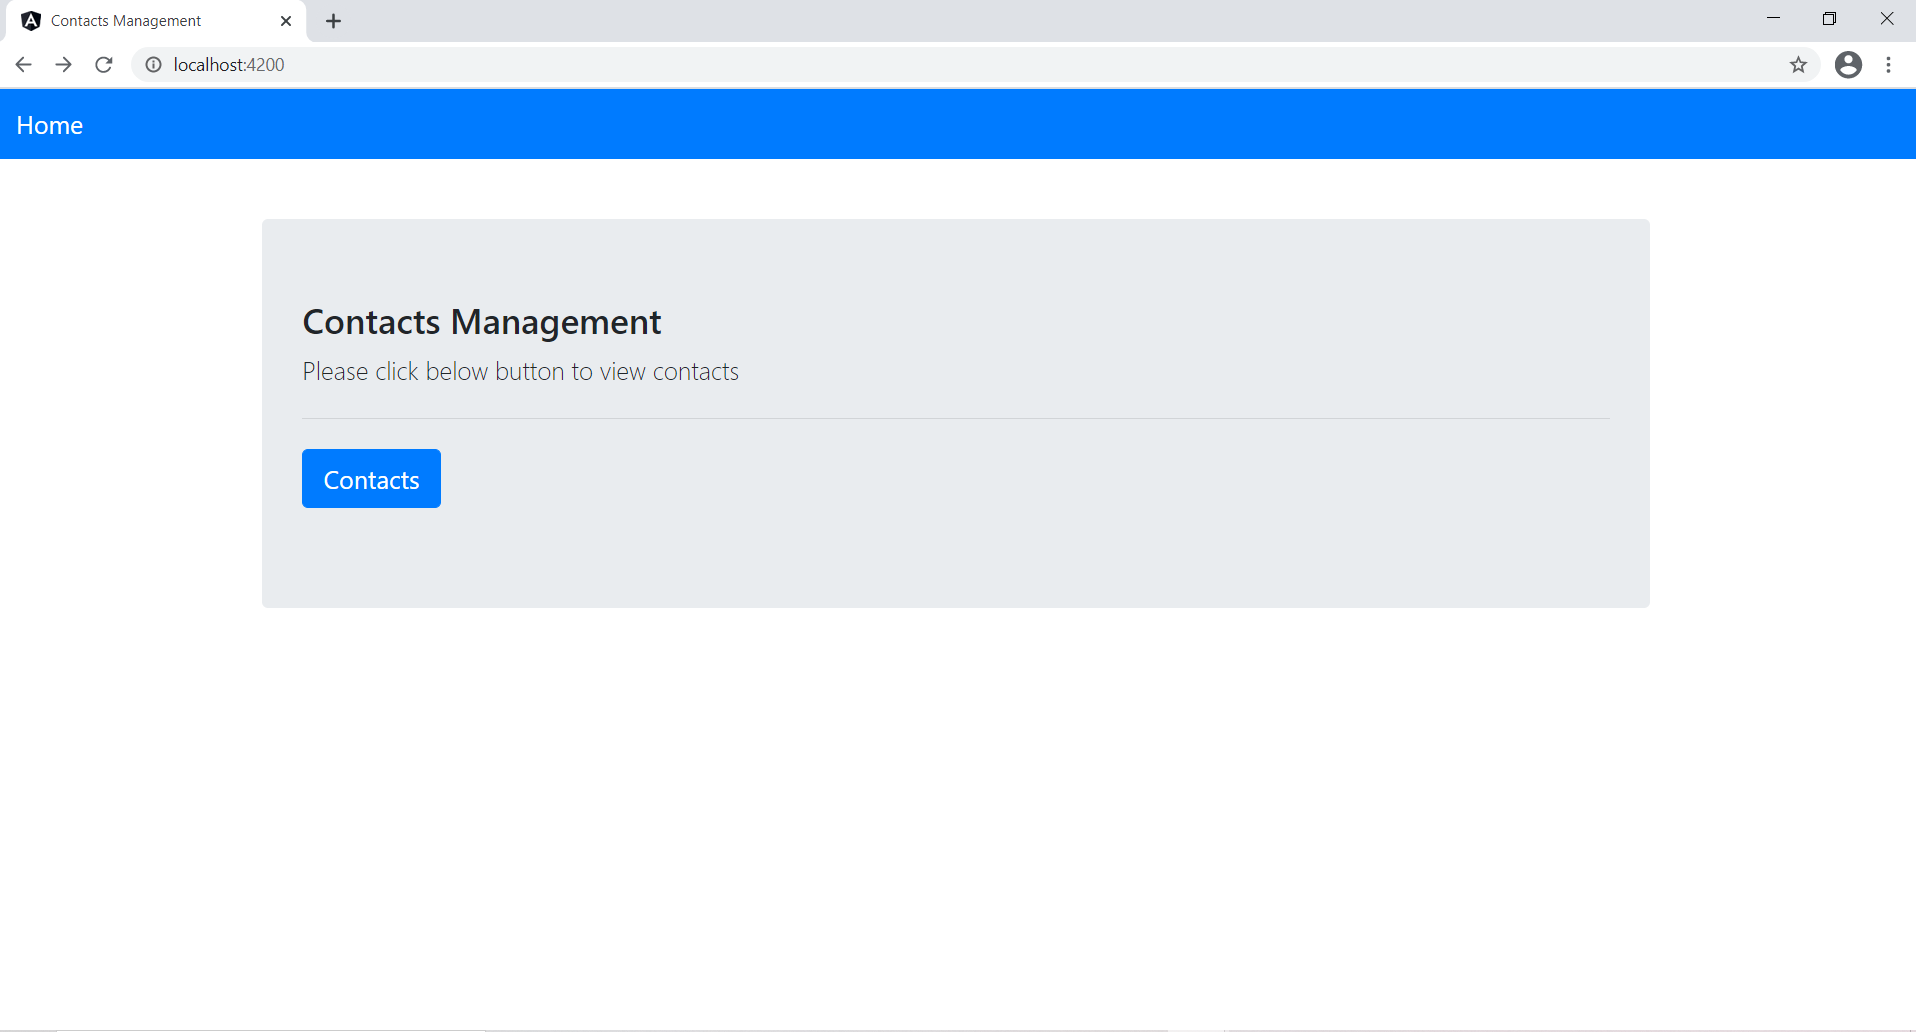 Contacts Management
localhost:4200
Home
Contacts Management
Please click below button to view contacts
Contacts